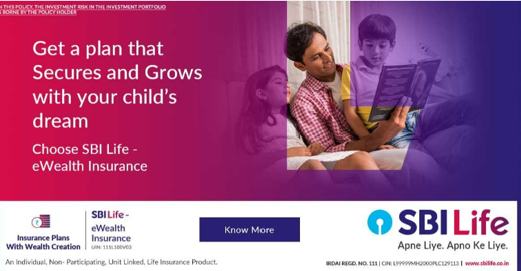 IN THIS POLICY, THE INVESTMENT RISK IN THE INVESTMENT PORTFOLIO
IS BORNE BY THE POLICY HOLDER
Get a plan that
Secures and Grows
with your child's
dream
Choose SBI Life -
eWealth Insurance
Insurance Plans
With Wealth Creation
SBI Life -
eWealth
Insurance
UIN: 111L100V03
Know More
SBI Life
Apne Liye. Apno Ke Liye.
An Individual, Non- Participating, Unit Linked, Life Insurance Product.
IRDAI REGD. NO. 111 | CIN: L99999MH2000PLC129113 | www.sbilife.co.in